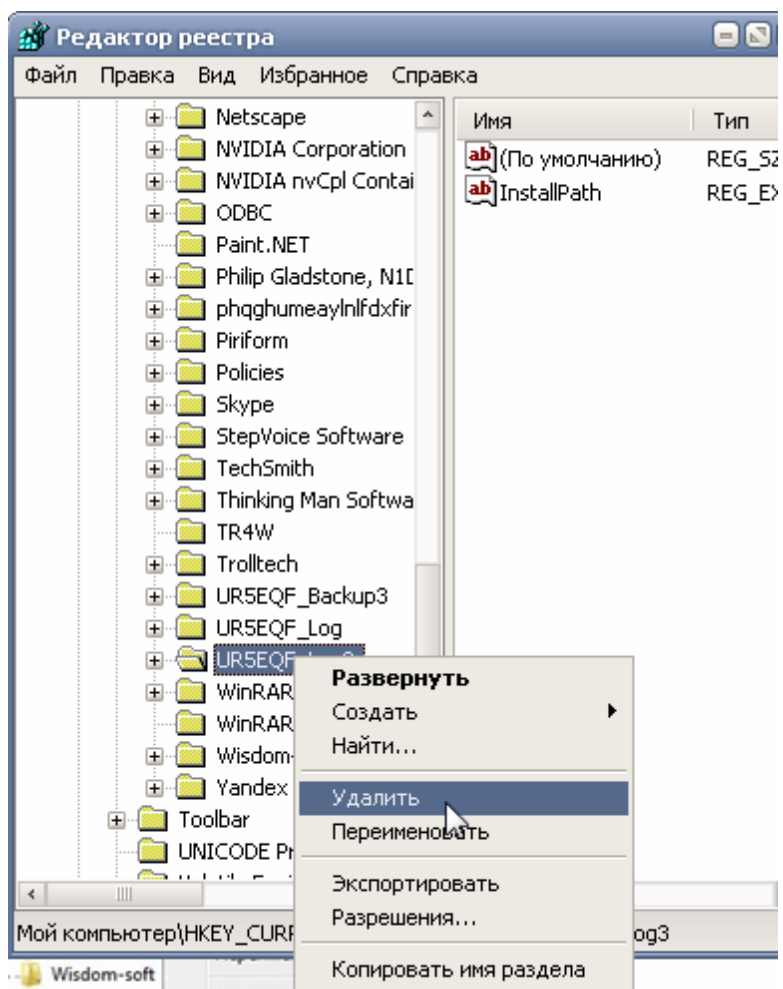 Редактор реестра
Файл Правка Вид Избранное Справка
Имя Тип
Netscape
NVIDIA Corporation
NVIDIA nvCpl Contai
ODBC
Paint.NET
Philip Gladstone, N1D
phqghumeaylnlfdxfir
Piriform
Policies
Skype
StepVoice Software
TechSmith
Thinking Man Softwa
TR4W
Trolltech
UR5EQF_Backup3
UR5EQF_Log
UR5EQF
WinRAR
WinRAR
Wisdom-
Yandex
Toolbar
UNICODE Pr
(По умолчанию) REG_SZ
InstallPath REG_EX
Развернуть
Создать
Найти...
Удалить
Переименовать
Экспортировать
Разрешения...
Копировать имя раздела
Мой компьютер\HKEY_CURR og3
Wisdom-soft